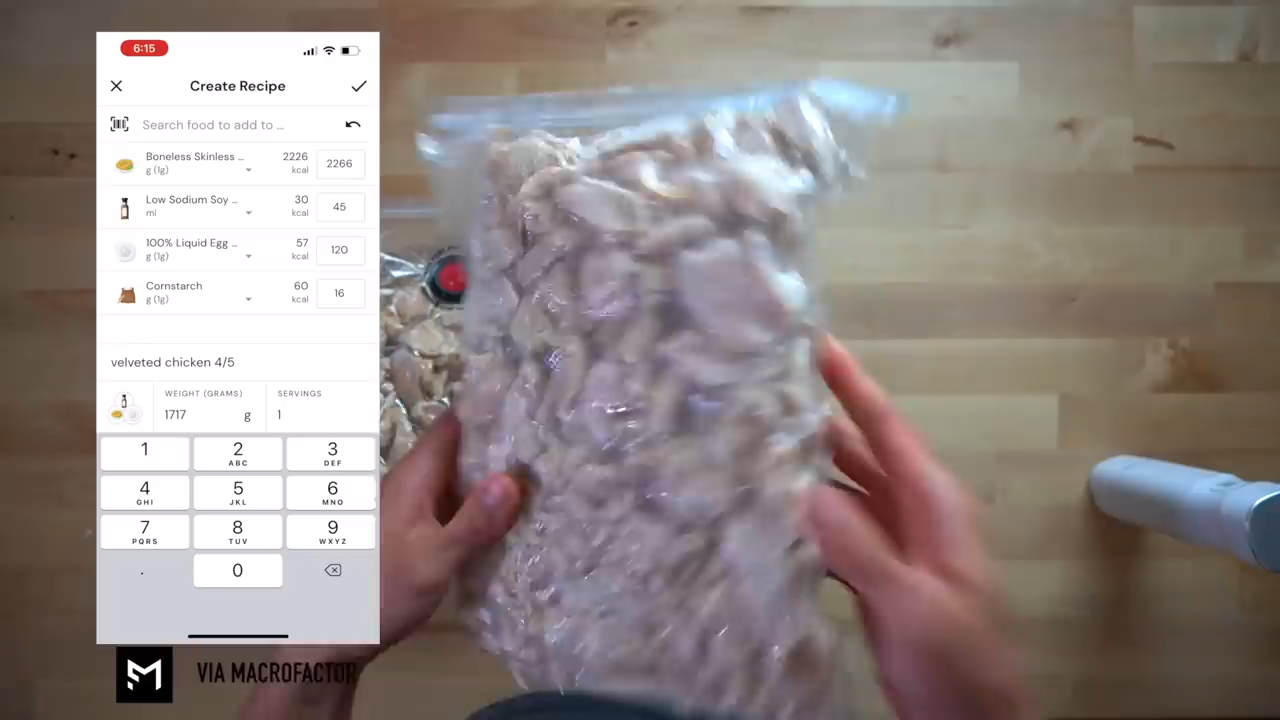 6:15
Create Recipe
Search food to add to ...
Boneless Skinless ...
g (1g)
2226
kcal
2266
Low Sodium Soy ...
ml
30
kcal
45
100% Liquid Egg ...
g (1g)
57
kcal
120
Cornstarch
g (1g)
60
kcal
16
velveted chicken 4/5
WEIGHT (GRAMS)
1717 g
SERVINGS
1
1
2
ABC
3
DEF
4
GHI
5
JKL
6
MNO
7
PQRS
8
TUV
9
WXYZ
.
0
VIA MACROFACTOR